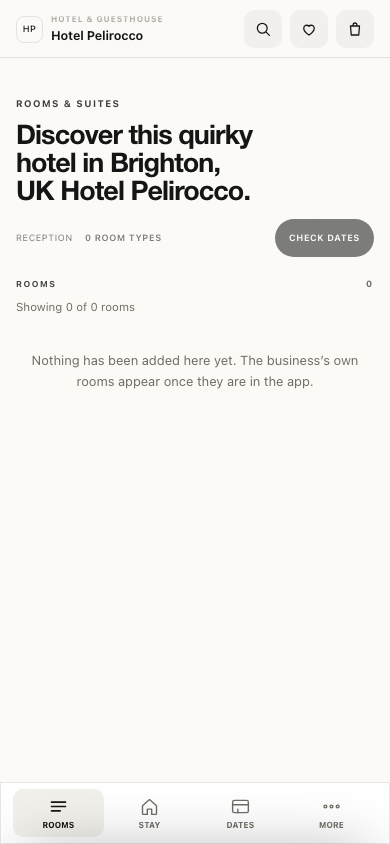 HP
HOTEL & GUESTHOUSE
Hotel Pelirocco
ROOMS & SUITES
Discover this quirky
hotel in Brighton,
UK Hotel Pelirocco.
RECEPTION 0 ROOM TYPES
CHECK DATES
ROOMS 0
Showing 0 of 0 rooms
Nothing has been added here yet. The business's own
rooms appear once they are in the app.
ROOMS STAY DATES MORE